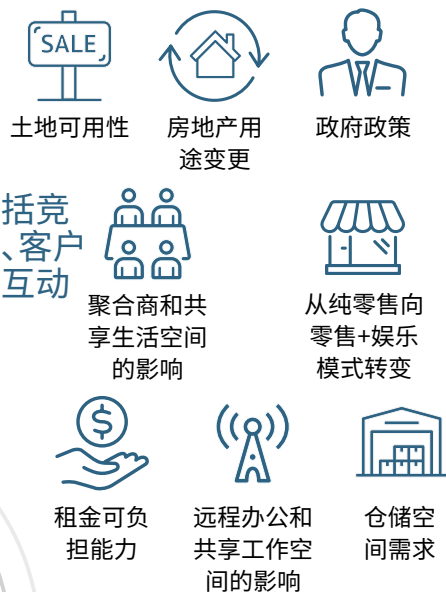 SALE
土地可用性
房地产用
途变更
政府政策
括竞
、客户
互动
聚合商和共
享生活空间
的影响
从纯零售向
零售+娱乐
模式转变
$
租金可负
担能力
远程办公和
共享工作空
间的影响
仓储空
间需求